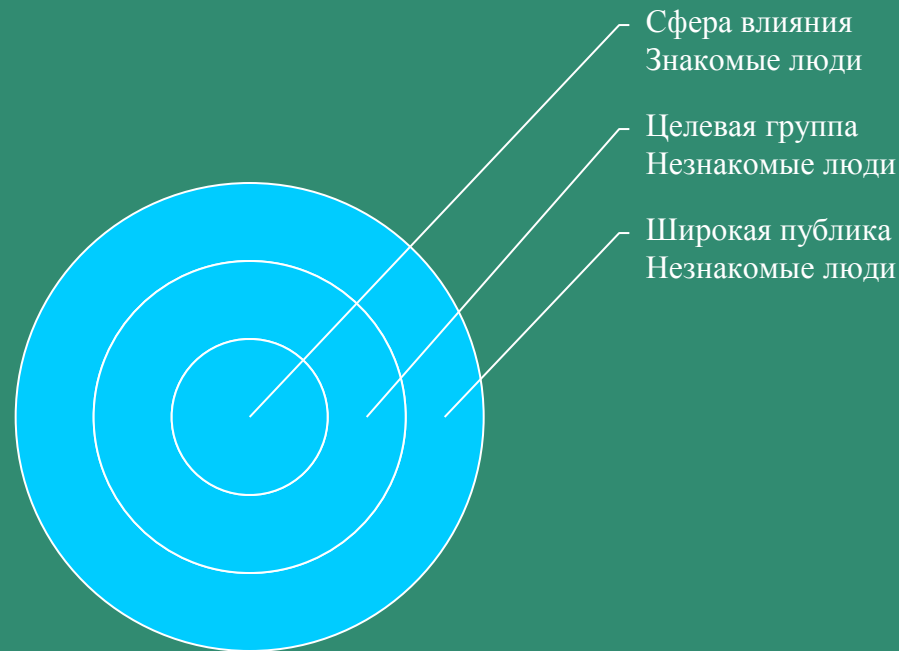 Сфера влияния
Знакомые люди
Целевая группа
Незнакомые люди
Широкая публика
Незнакомые люди